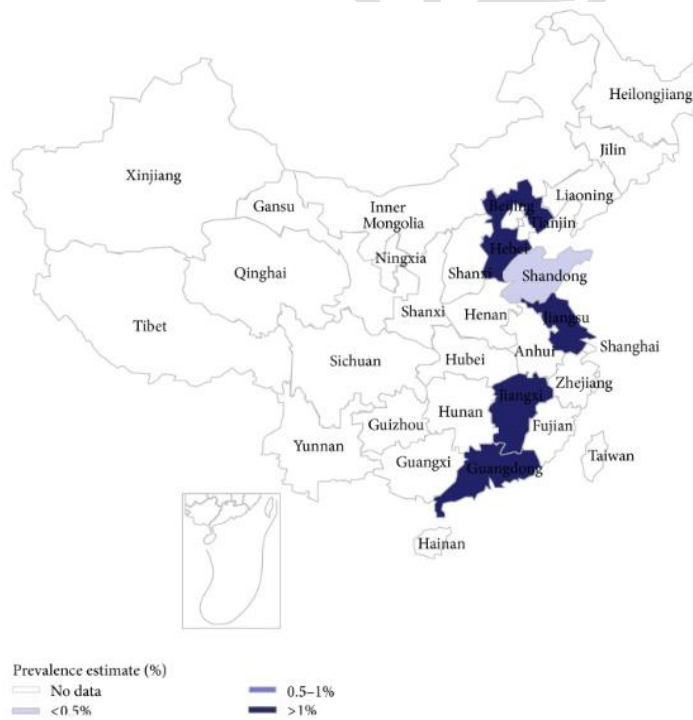 Heilongjiang
Jilin
Xinjiang
Liaoning
Gansu
Inner
Mongolia
Beijing
Tianjin
Ningxia
Hebei
Qinghai
Shanxi
Shandong
Shanxi
Henan
Jiangsu
Tibet
Sichuan
Hubei
Anhui
Shanghai
Zhejiang
Jiangxi
Hunan
Guizhou
Fujian
Yunnan
Guangxi
Guangdong
Taiwan
Hainan
Prevalence estimate (%)
No data
0.5–1%
<0.5%
>1%